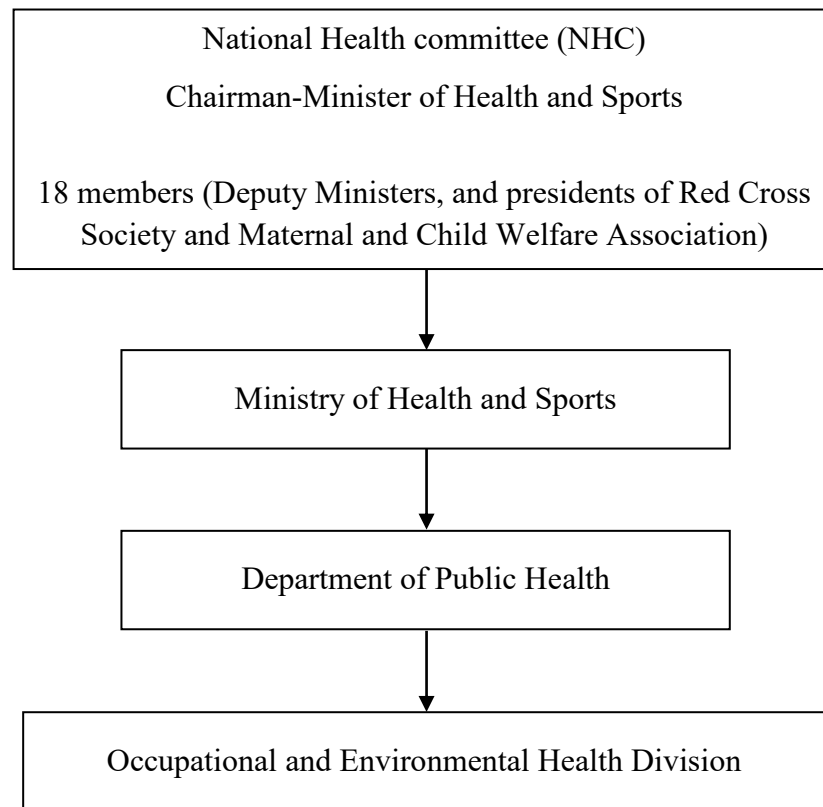 National Health committee (NHC)
Chairman-Minister of Health and Sports
18 members (Deputy Ministers, and presidents of Red Cross
Society and Maternal and Child Welfare Association)
Ministry of Health and Sports
Department of Public Health
Occupational and Environmental Health Division